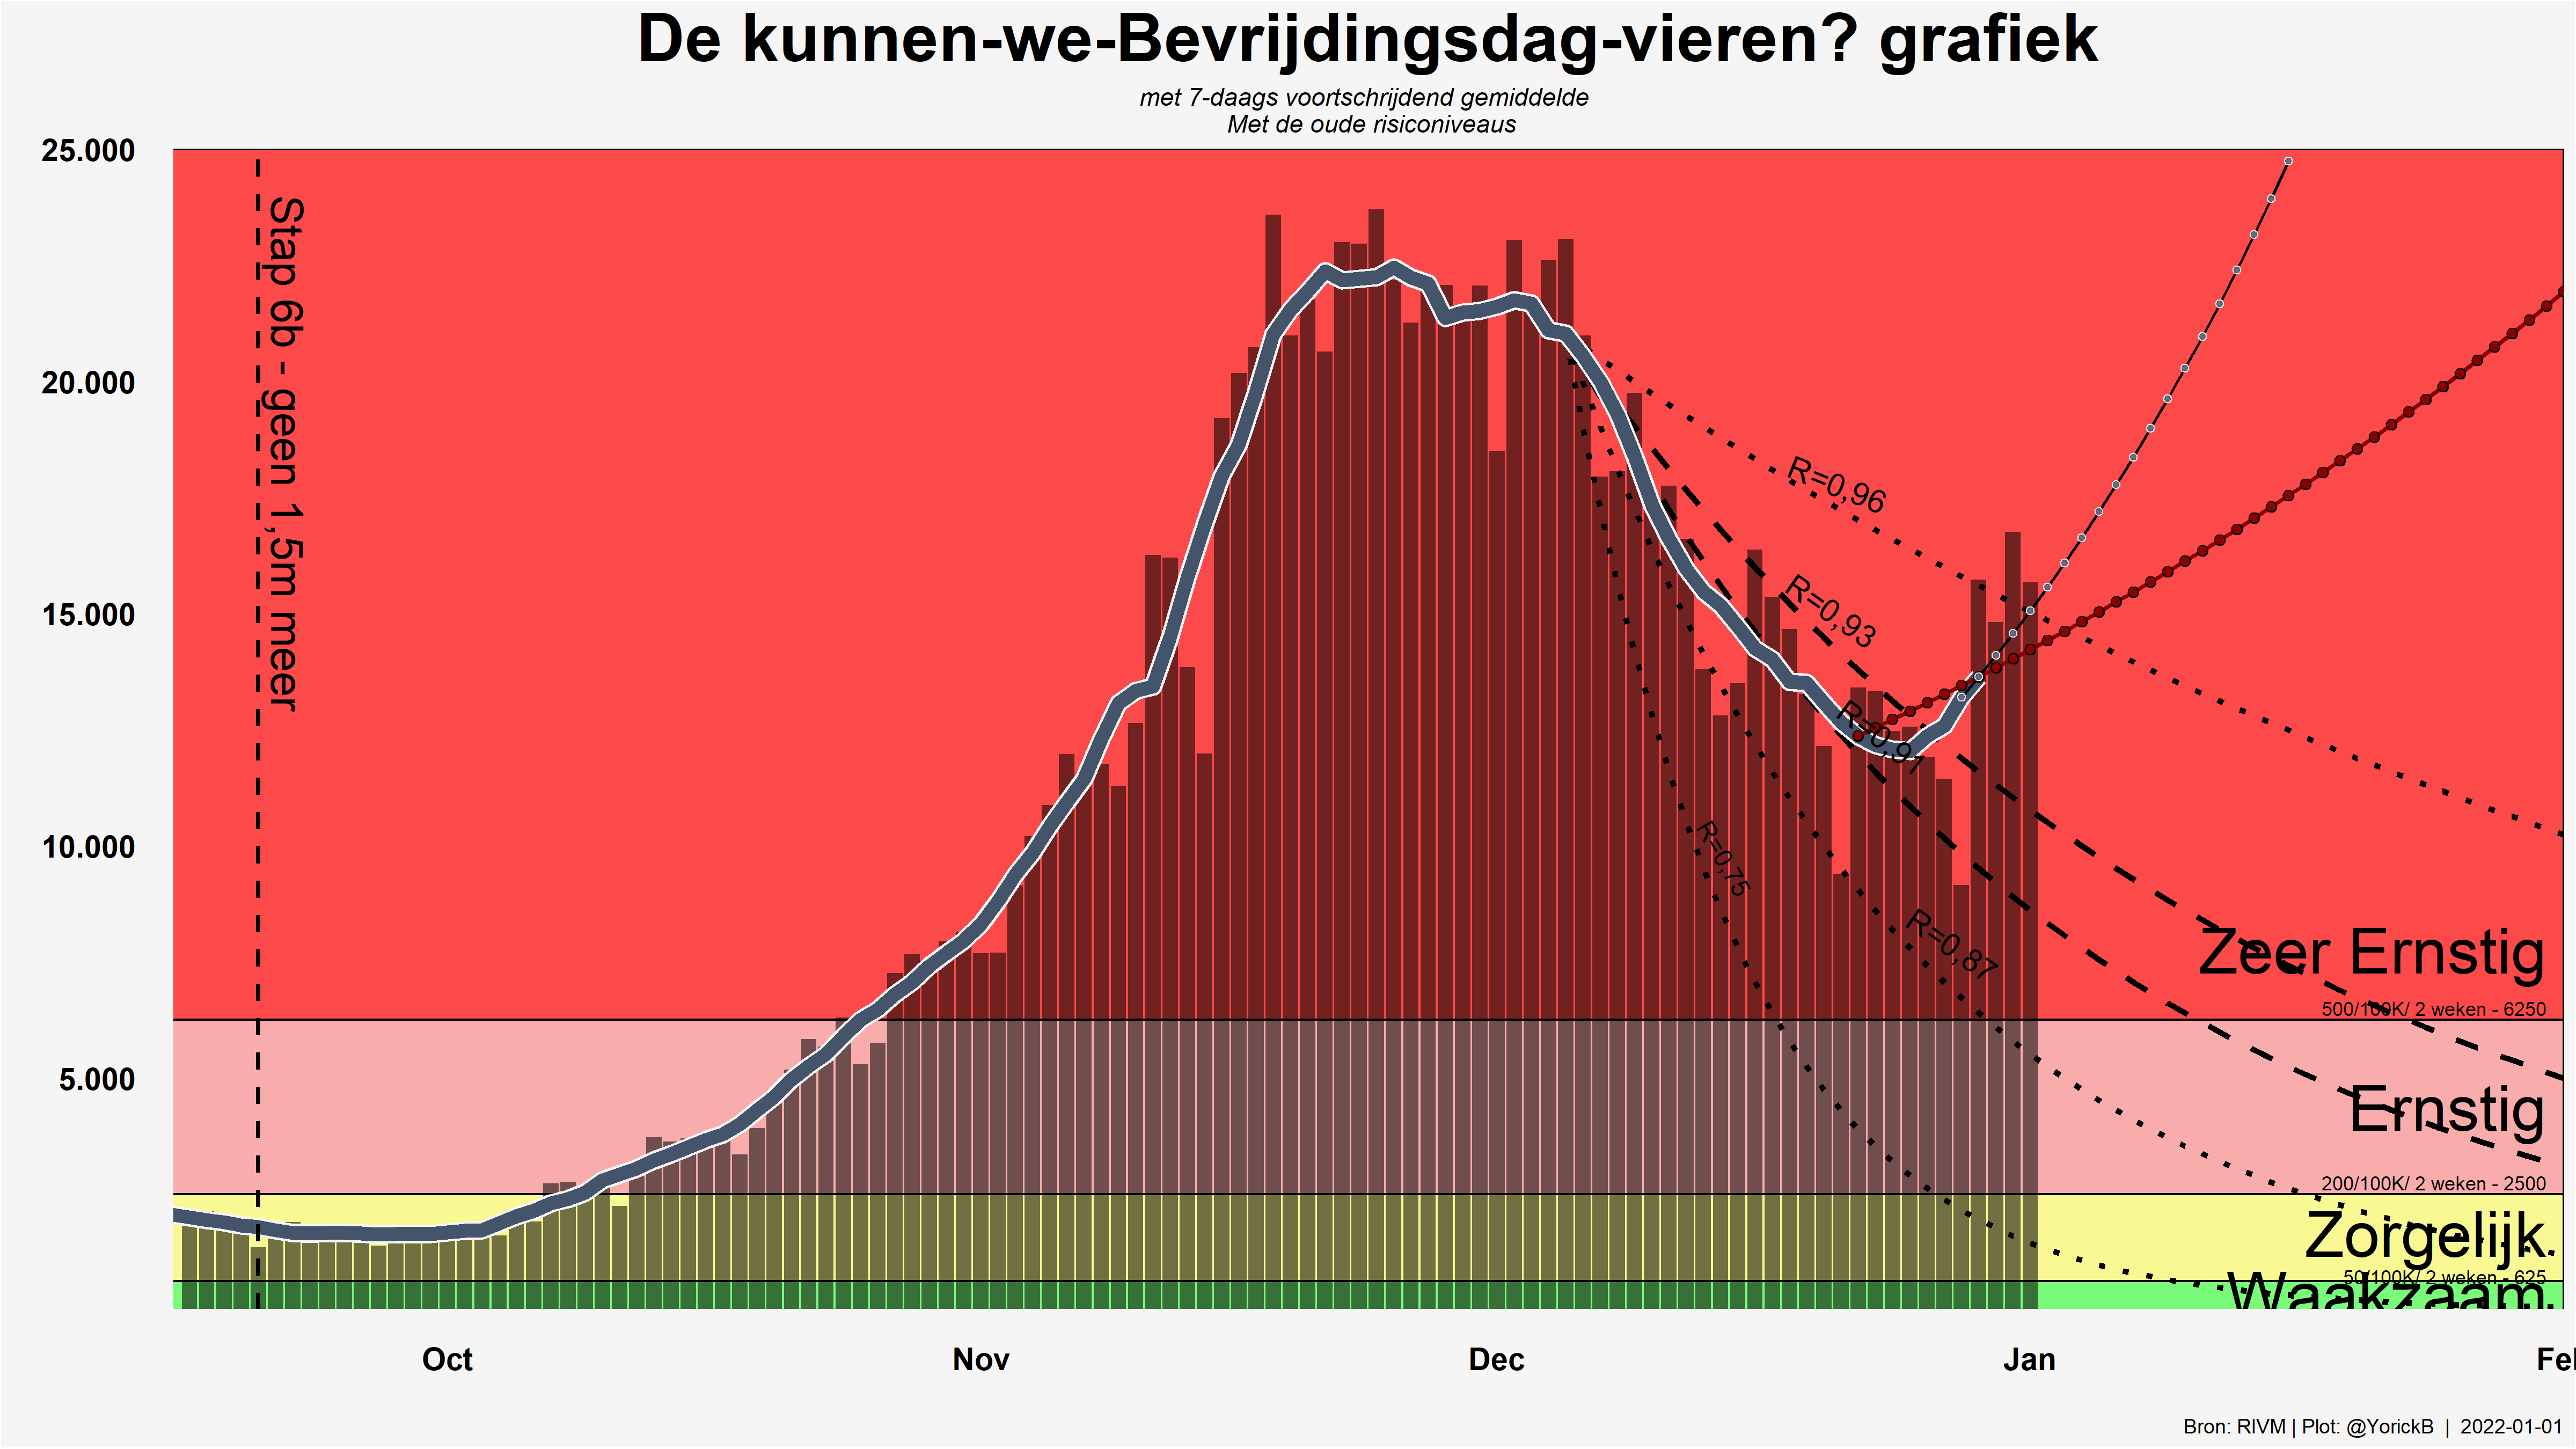 De kunnen-we-Bevrijdingsdag-vieren? grafiek
met 7-daags voortschrijdend gemiddelde
Met de oude risiconiveaus
25.000
20.000
15.000
10.000
5.000
Stap 6b - geen 1,5m meer
R=0,96
R=0,93
R=0,91
R=0,75
R=0,87
Zeer Ernstig
500/100K/ 2 weken - 6250
Ernstig
200/100K/ 2 weken - 2500
Zorgelijk
50/100K/ 2 weken - 625
Waakzaam
Oct
Nov
Dec
Jan
Fe
Bron: RIVM | Plot: @YorickB | 2022-01-01